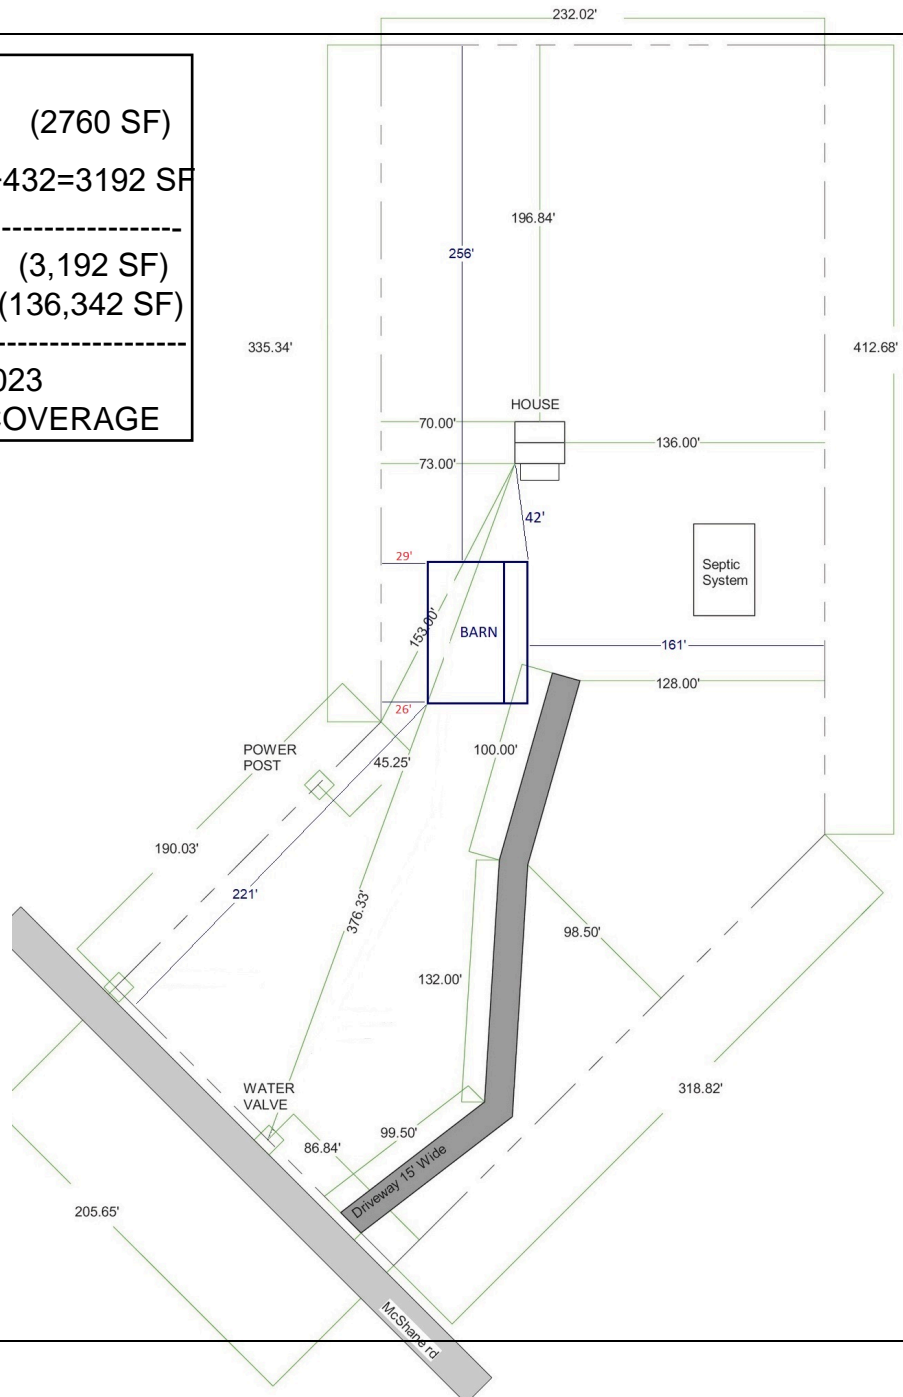 232.02'
(2760 SF)
432=3192 SF
-------------------
(3,192 SF)
(136,342 SF)
--------------------
023
COVERAGE
196.84'
256'
335.34'
412.68'
HOUSE
70.00'
136.00'
73.00'
42'
29'
Septic
System
153.00'
BARN
161'
128.00'
26'
POWER
POST
45.25'
100.00'
190.03'
221'
376.33'
98.50'
132.00'
318.82'
WATER
VALVE
99.50'
86.84'
Driveway 15' Wide
205.65'
McShane rd